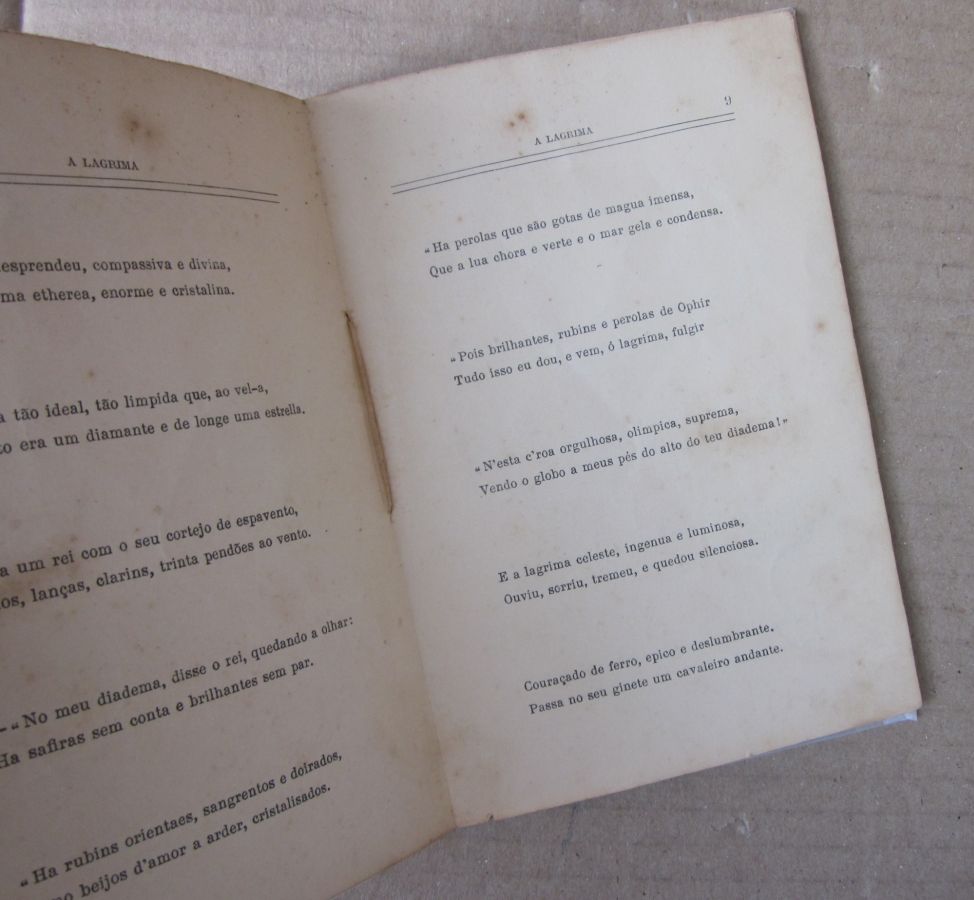 A LAGRIMA
esprendeu, compassiva e divina,
ma etherea, enorme e cristalina.
a tão ideal, tão limpida que, ao vel-a,
to era um diamante e de longe uma estrella.
a um rei com o seu cortejo de espavento,
os, lanças, clarins, trinta pendões ao vento.
-„No meu diadema, disse o rei, quedando a olhar:
Ha safiras sem conta e brilhantes sem par.
„Ha rubins orientaes, sangrentos e doirados,
mo beijos d'amor a arder, cristalisados.
A LAGRIMA
9
„Ha perolas que são gotas de magua imensa,
Que a lua chora e verte e o mar gela e condensa.
„Pois brilhantes, rubins e perolas de Ophir
Tudo isso eu dou, e vem, ó lagrima, fulgir
„N'esta c'roa orgulhosa, olimpica, suprema,
Vendo o globo a meus pés do alto do teu diadema!„
E a lagrima celeste, ingenua e luminosa,
Ouviu, sorriu, tremeu, e quedou silenciosa.
Couraçado de ferro, epico e deslumbrante.
Passa no seu ginete um cavaleiro andante.